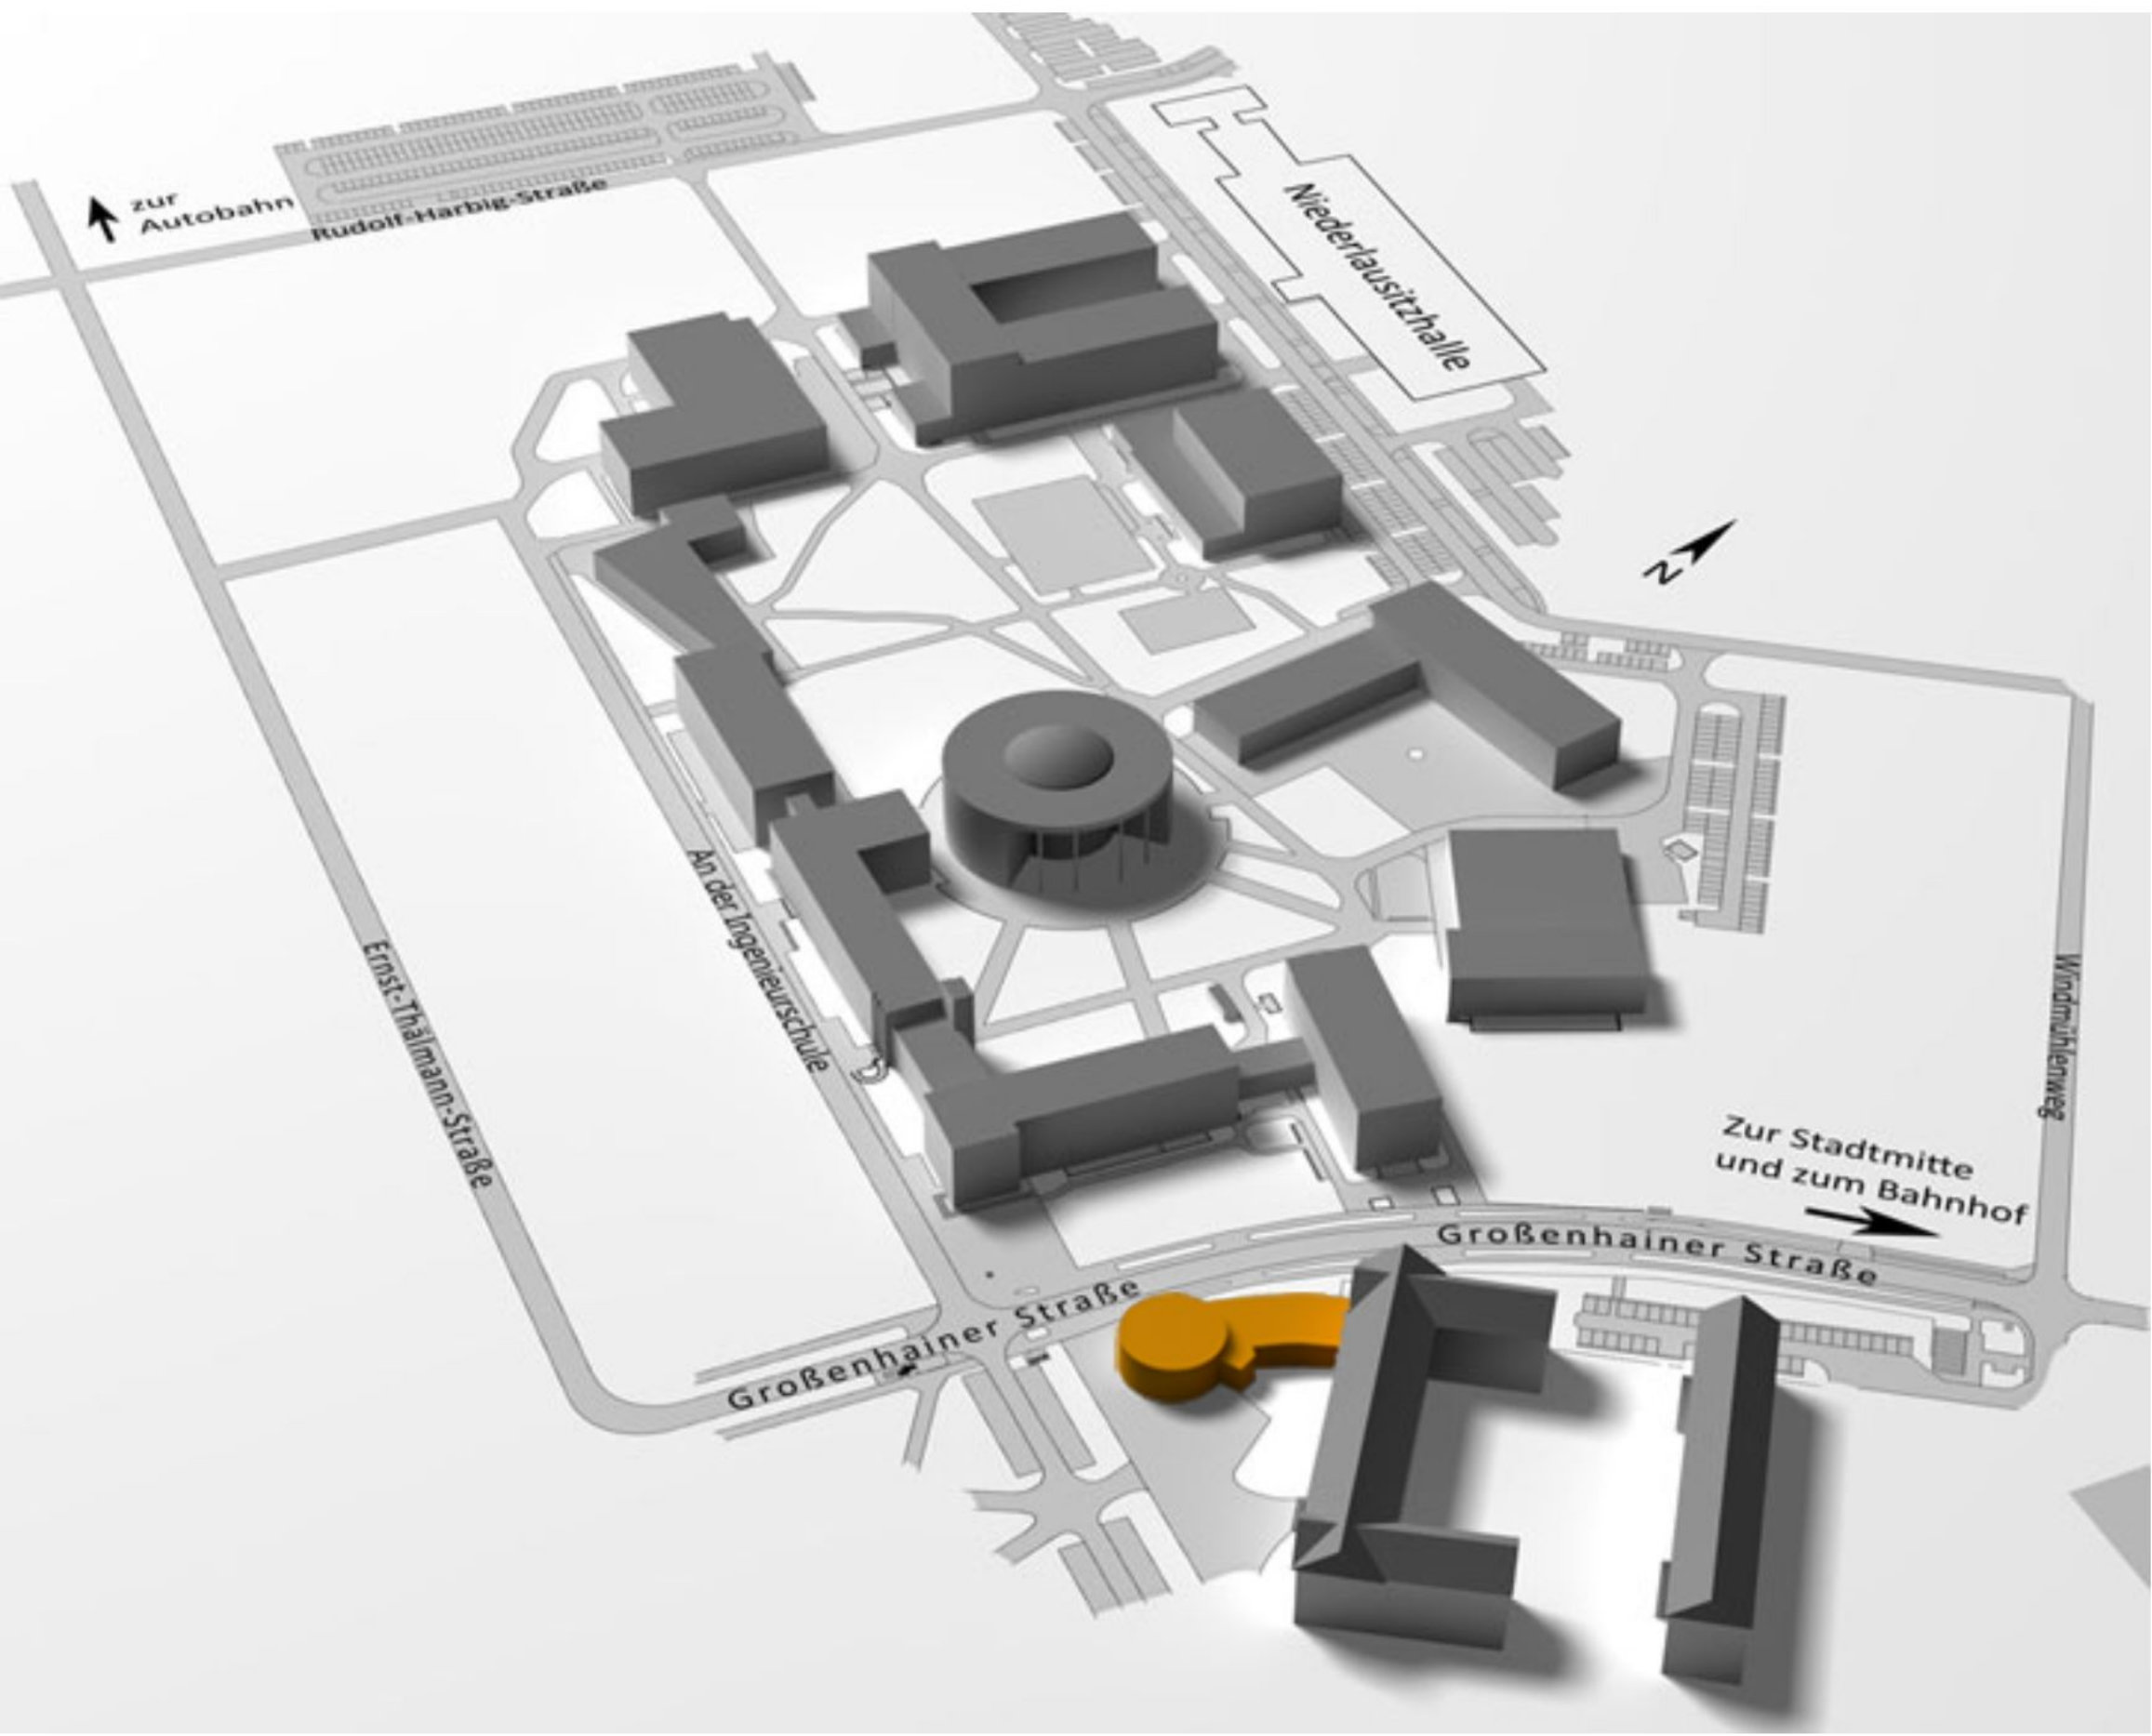 zur
Autobahn
Rudolf-Harbig-Straße
Niederlausitzhalle
N
An der Ingenieurschule
Ernst-Thälmann-Straße
Windmühlenweg
Zur Stadtmitte
und zum Bahnhof
Großenhainer Straße
Großenhainer Straße